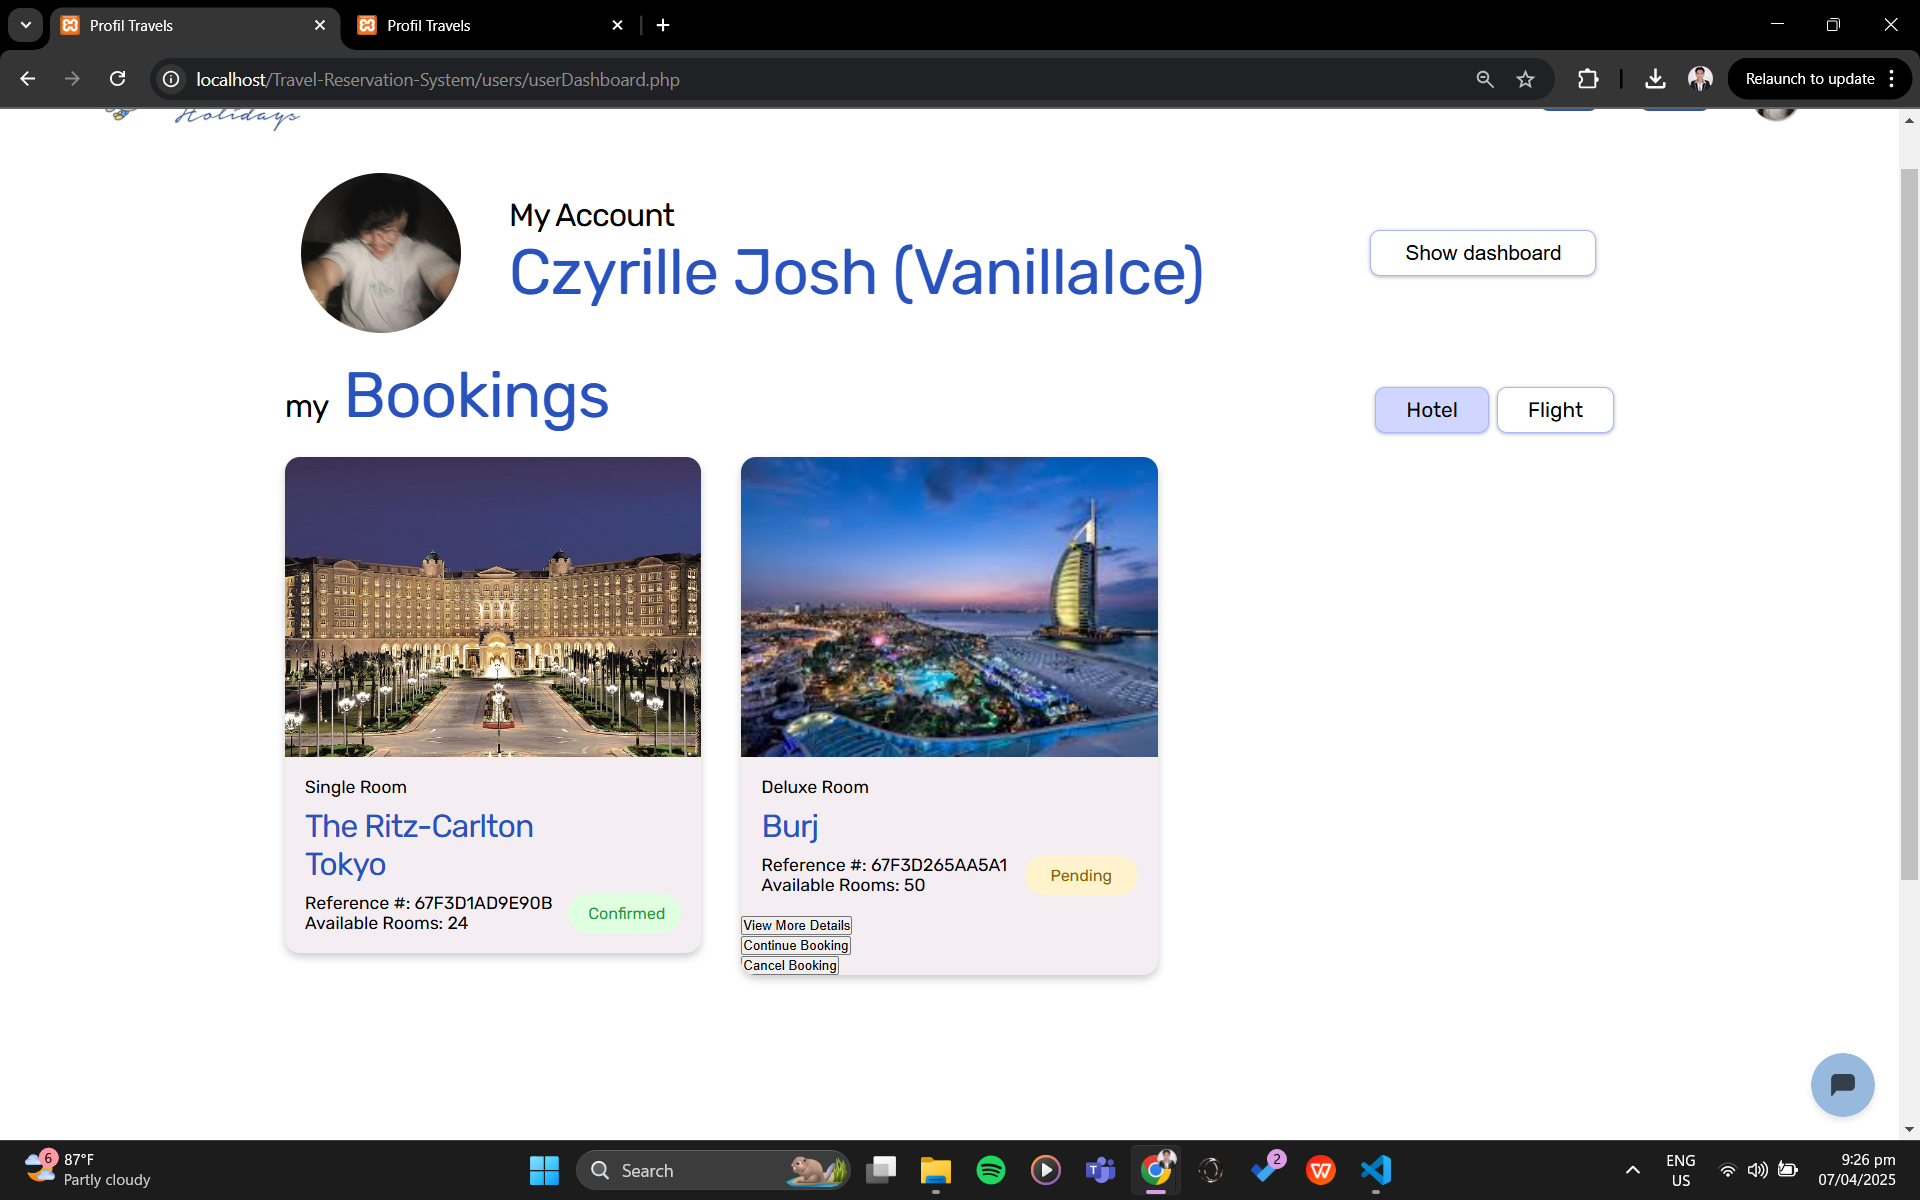 Profil Travels
Profil Travels
localhost/Travel-Reservation-System/users/userDashboard.php
Relaunch to update
Holidays
My Account
Czyrille Josh (VanillaIce)
Show dashboard
my Bookings
Hotel
Flight
Single Room
The Ritz-Carlton
Tokyo
Reference #: 67F3D1AD9E90B
Available Rooms: 24
Confirmed
Deluxe Room
Burj
Reference #: 67F3D265AA5A1
Available Rooms: 50
Pending
View More Details
Continue Booking
Cancel Booking
6
87°F
Partly cloudy
Search
2
ENG
US
9:26 pm
07/04/2025